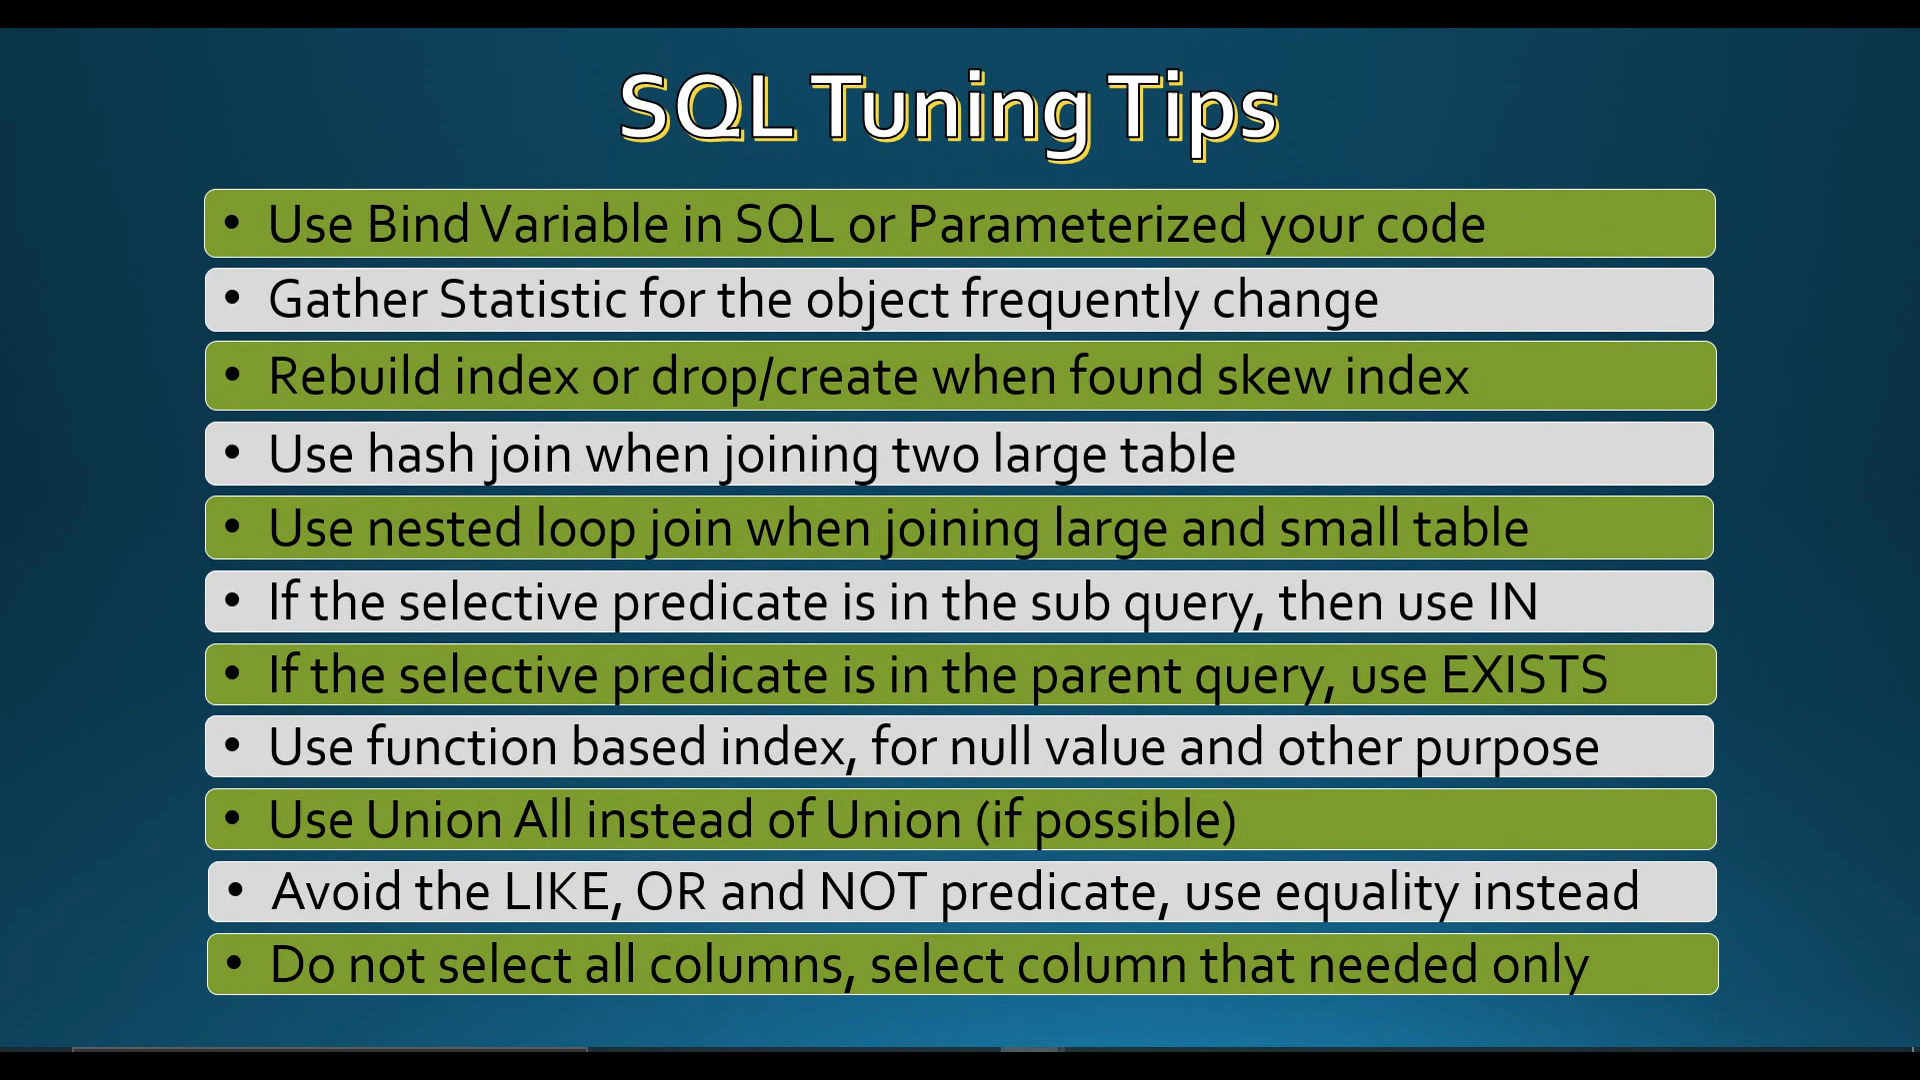 SQL Tuning Tips
• Use Bind Variable in SQL or Parameterized your code
• Gather Statistic for the object frequently change
• Rebuild index or drop/create when found skew index
• Use hash join when joining two large table
• Use nested loop join when joining large and small table
• If the selective predicate is in the sub query, then use IN
• If the selective predicate is in the parent query, use EXISTS
• Use function based index, for null value and other purpose
• Use Union All instead of Union (if possible)
• Avoid the LIKE, OR and NOT predicate, use equality instead
• Do not select all columns, select column that needed only